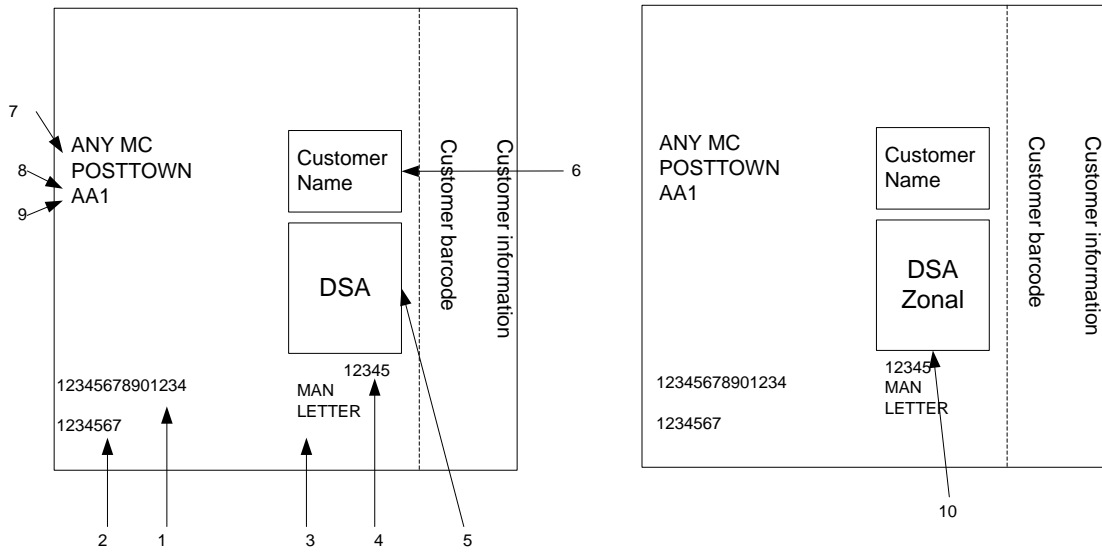 7
8
9
ANY MC
POSTTOWN
AA1
Customer
Name
DSA
12345678901234
1234567
12345
MAN
LETTER
Customer barcode
Customer information
6
2
1
3
4
5
ANY MC
POSTTOWN
AA1
Customer
Name
DSA
Zonal
12345678901234
1234567
12345
MAN
LETTER
Customer barcode
Customer information
10